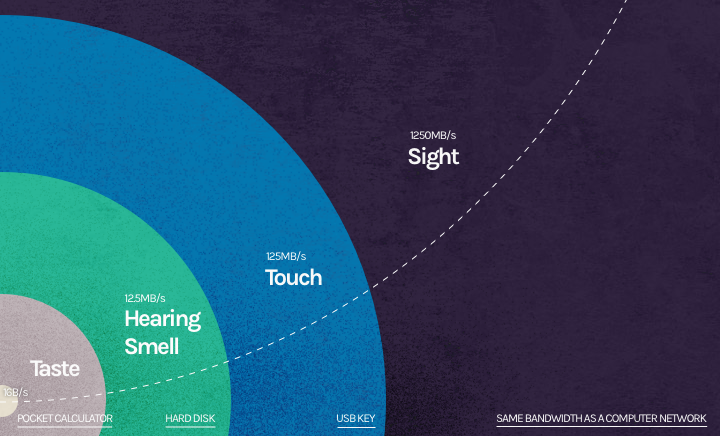 1250MB/s
Sight
125MB/s
Touch
12.5MB/s
Hearing
Smell
Taste
POCKET CALCULATOR
HARD DISK
USB KEY
SAME BANDWIDTH AS A COMPUTER NETWORK